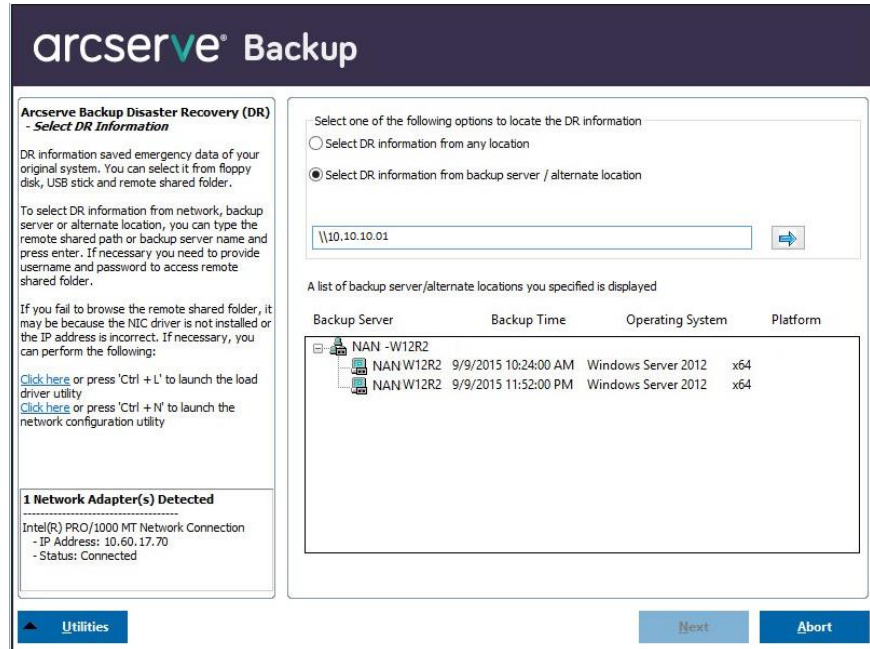 arcserve® Backup
Arcserve Backup Disaster Recovery (DR)
- Select DR Information
DR information saved emergency data of your
original system. You can select it from floppy
disk, USB stick and remote shared folder.
To select DR information from network, backup
server or alternate location, you can type the
remote shared path or backup server name and
press enter. If necessary you need to provide
username and password to access remote
shared folder.
If you fail to browse the remote shared folder, it
may be because the NIC driver is not installed or
the IP address is incorrect. If necessary, you
can perform the following:
Click here or press 'Ctrl + L' to launch the load
driver utility
Click here or press 'Ctrl + N' to launch the
network configuration utility
1 Network Adapter(s) Detected
-----------------------------------
Intel(R) PRO/1000 MT Network Connection
- IP Address: 10.60.17.70
- Status: Connected
Select one of the following options to locate the DR information
Select DR information from any location
Select DR information from backup server / alternate location
\\10.10.10.01
A list of backup server/alternate locations you specified is displayed
Backup Server Backup Time Operating System Platform
NAN -W12R2
NAN W12R2 9/9/2015 10:24:00 AM Windows Server 2012 x64
NAN W12R2 9/9/2015 11:52:00 PM Windows Server 2012 x64
Utilities
Next
Abort